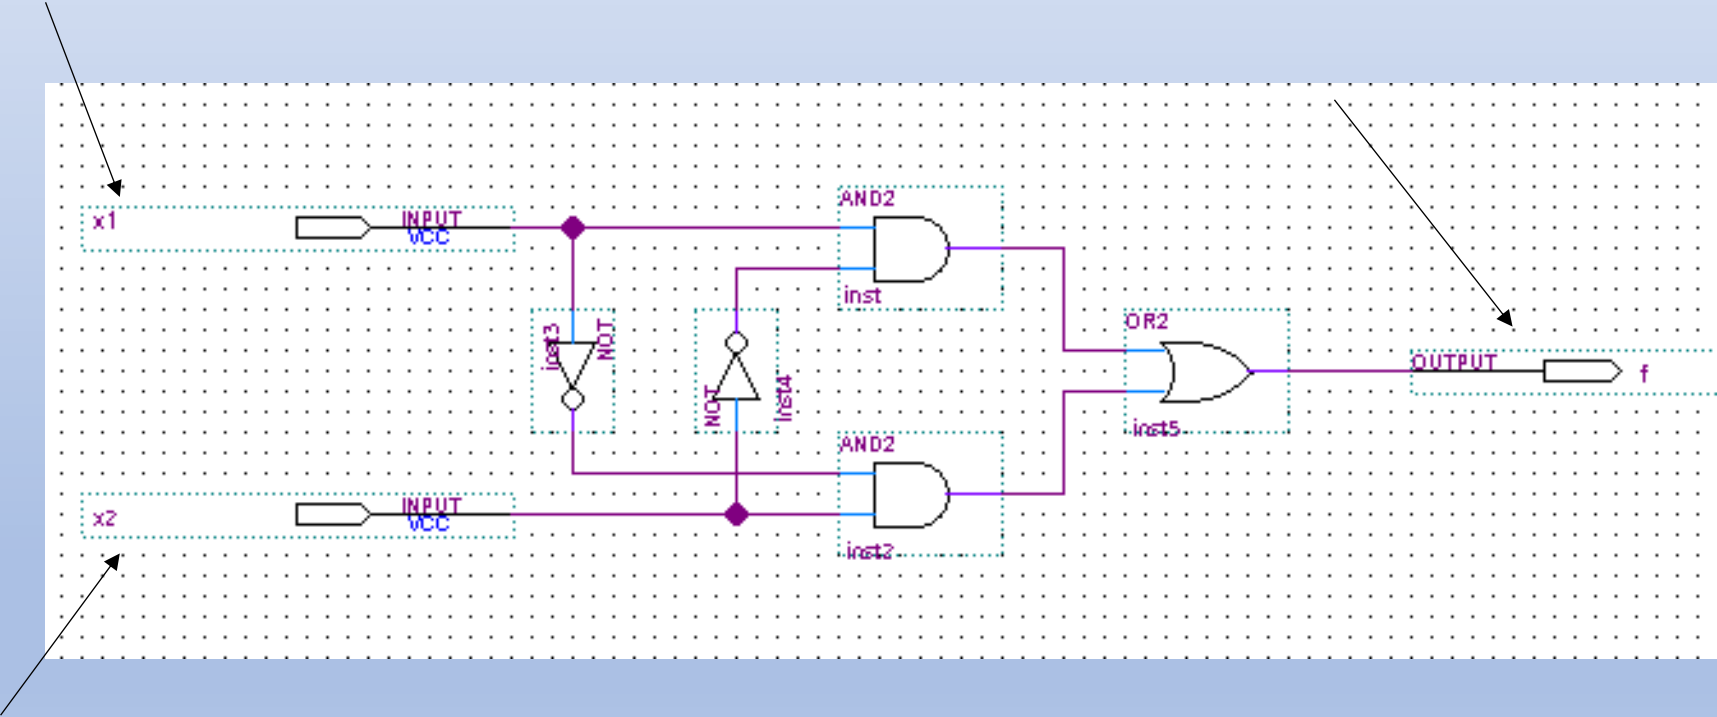 AND2
x1
INPUT
VCC
inst
inst3
NOT
OR2
OUTPUT
f
NOT
inst4
inst5
AND2
x2
INPUT
VCC
inst2